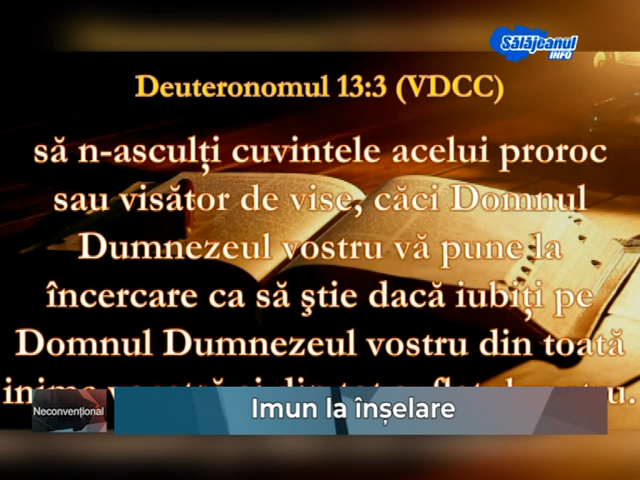 Sălăjeanul
INFO
Deuteronomul 13:3 (VDCC)
să n-asculți cuvintele acelui proroc
sau visător de vise, căci Domnul
Dumnezeul vostru vă pune la
încercare ca să ştie dacă iubiți pe
Domnul Dumnezeul vostru din toată
Neconvențional
Imun la înșelare